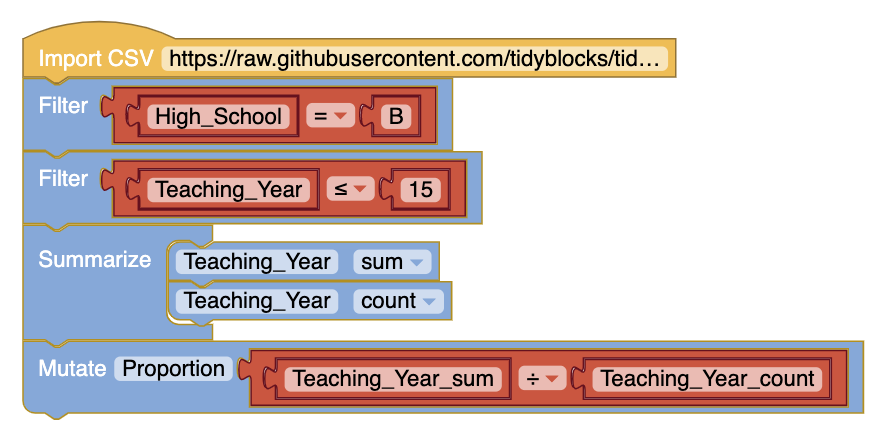 Import CSV https://raw.githubusercontent.com/tidyblocks/tid…
Filter High_School = B
Filter Teaching_Year ≤ 15
Summarize Teaching_Year sum
Teaching_Year count
Mutate Proportion Teaching_Year_sum ÷ Teaching_Year_count